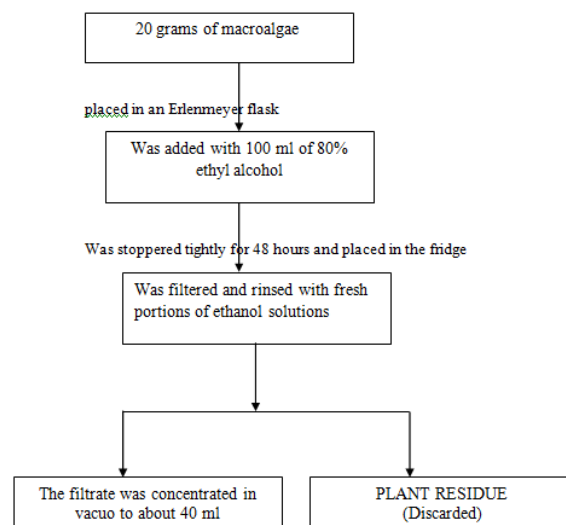 20 grams of macroalgae
placed in an Erlenmeyer flask
Was added with 100 ml of 80%
ethyl alcohol
Was stoppered tightly for 48 hours and placed in the fridge
Was filtered and rinsed with fresh
portions of ethanol solutions
The filtrate was concentrated in
vacuo to about 40 ml
PLANT RESIDUE
(Discarded)